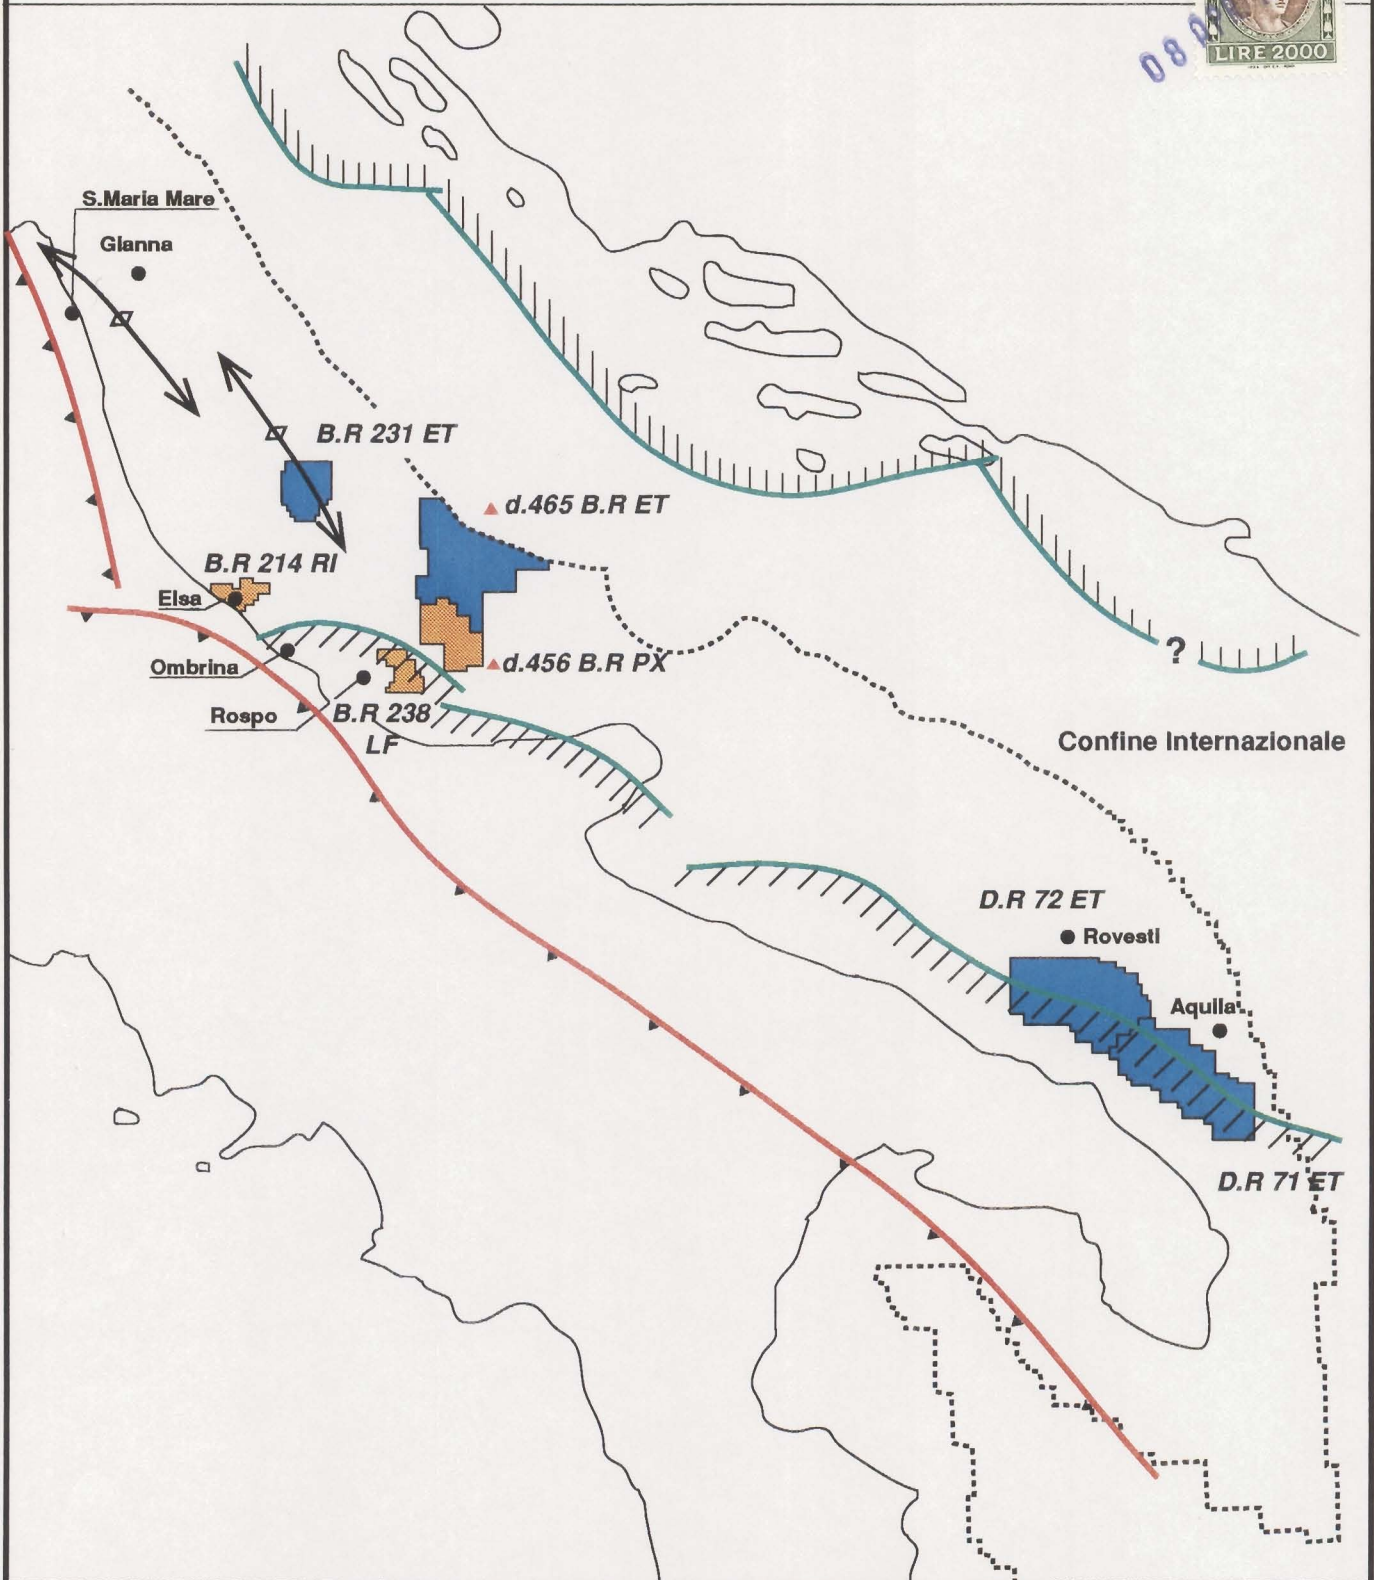 LIRE 2000
S.Maria Mare
Gianna
B.R 231 ET
d.465 B.R ET
B.R 214 RI
Elsa
Ombrina
d.456 B.R PX
Rospo
B.R 238
LF
?
Confine Internazionale
D.R 72 ET
Rovesti
Aquila
D.R 71 ET